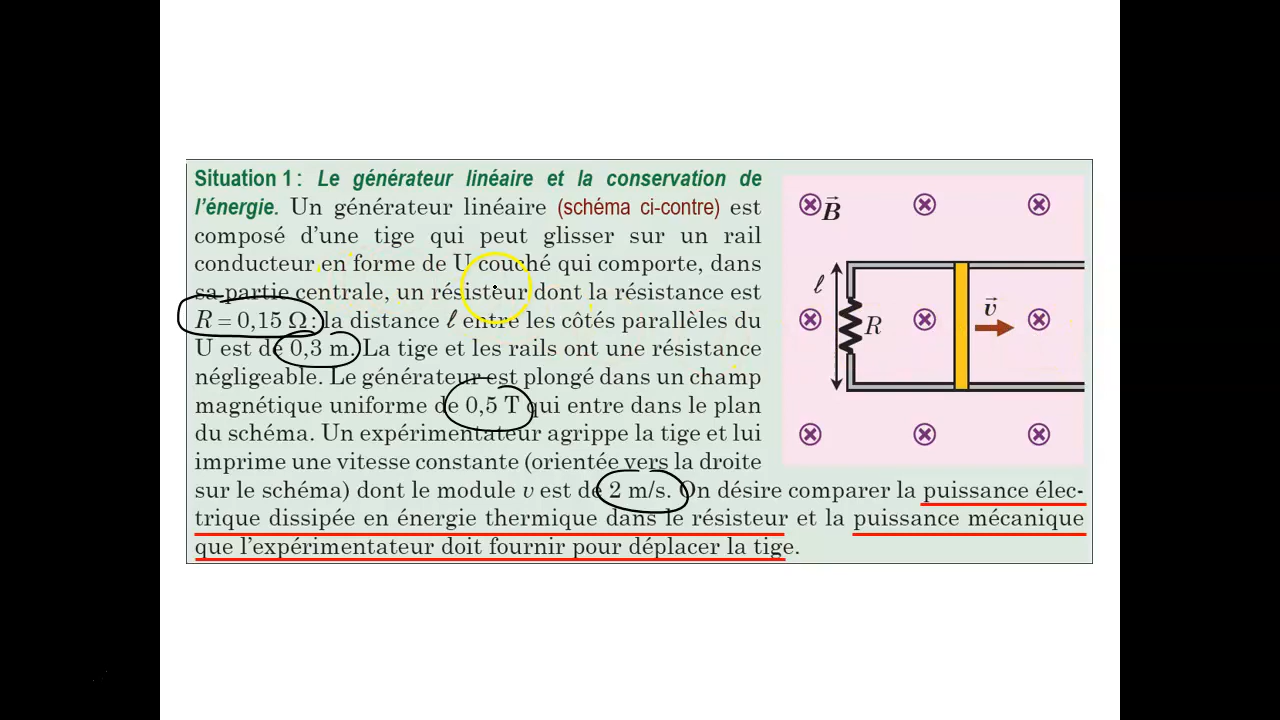 Situation 1 : Le générateur linéaire et la conservation de
l'énergie. Un générateur linéaire (schéma ci-contre) est
composé d'une tige qui peut glisser sur un rail
conducteur en forme de U couché qui comporte, dans
sa partie centrale, un résisteur dont la résistance est
R = 0,15 Ω ; la distance ℓ entre les côtés parallèles du
U est de 0,3 m. La tige et les rails ont une résistance
négligeable. Le générateur est plongé dans un champ
magnétique uniforme de 0,5 T qui entre dans le plan
du schéma. Un expérimentateur agrippe la tige et lui
imprime une vitesse constante (orientée vers la droite
sur le schéma) dont le module v est de 2 m/s. On désire comparer la puissance élec-
trique dissipée en énergie thermique dans le résisteur et la puissance mécanique
que l'expérimentateur doit fournir pour déplacer la tige.
B⃗
ℓ
R
v⃗